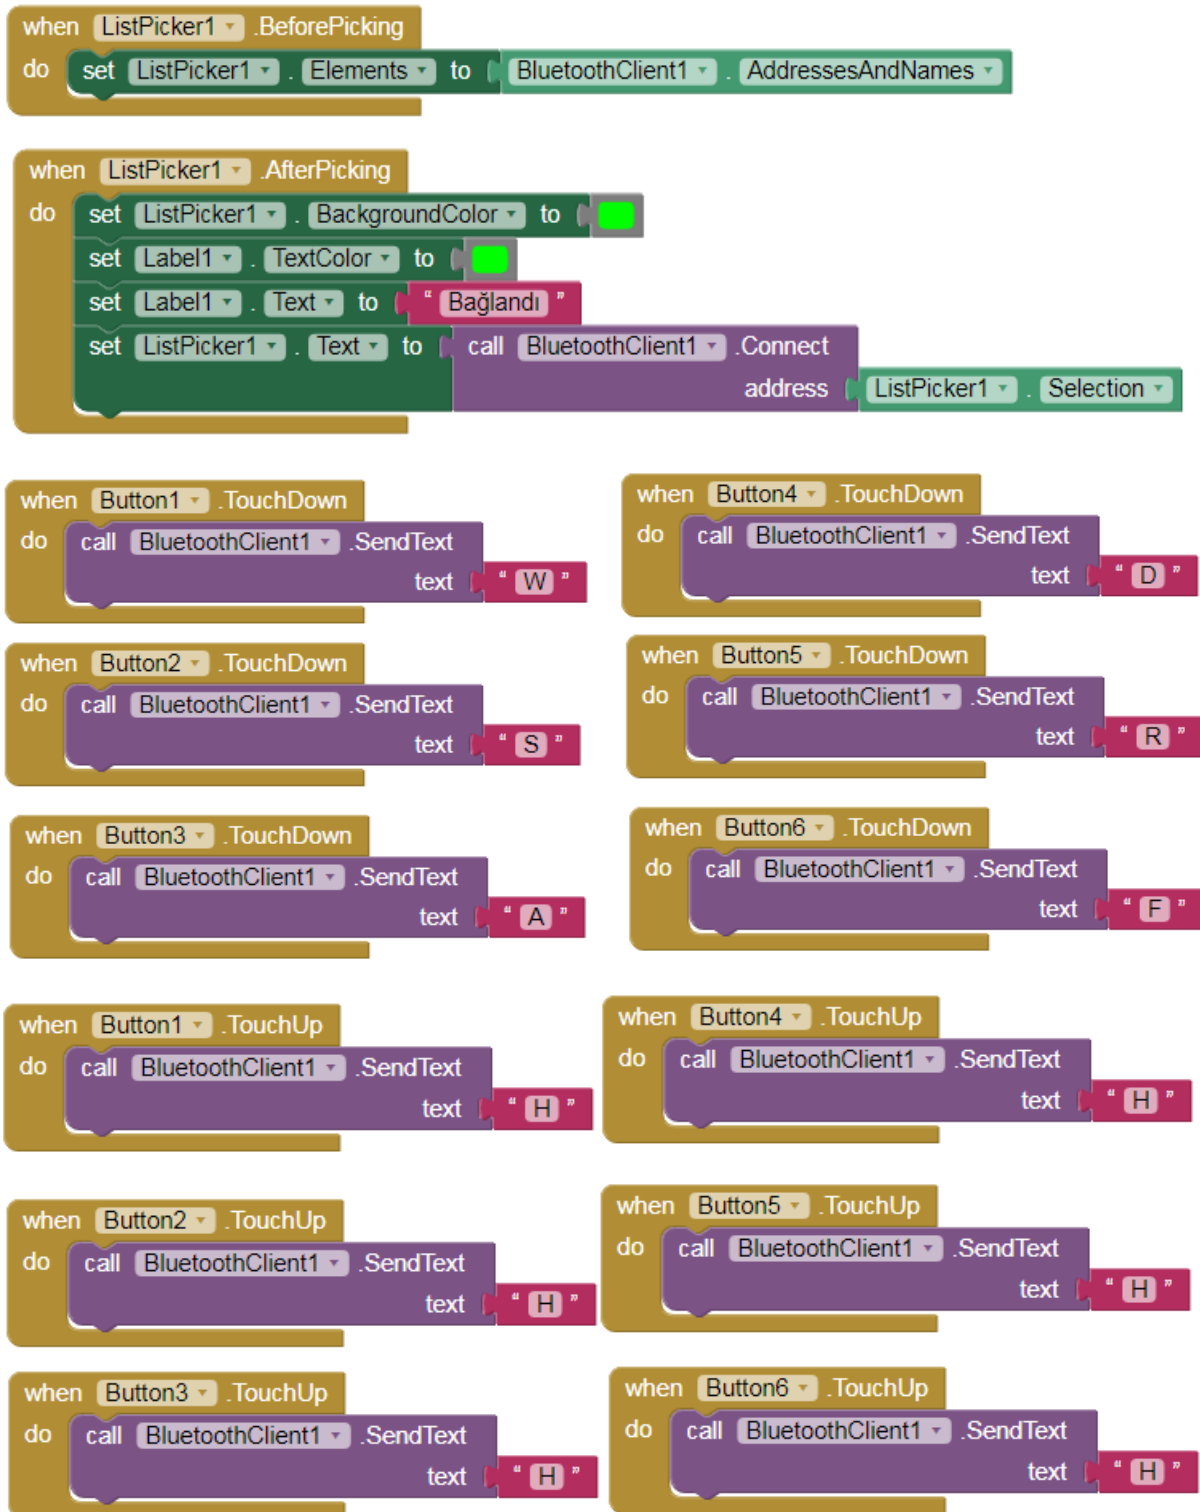 when ListPicker1 .BeforePicking
do set ListPicker1 . Elements to BluetoothClient1 . AddressesAndNames
when ListPicker1 .AfterPicking
do set ListPicker1 . BackgroundColor to
set Label1 . TextColor to
set Label1 . Text to " Bağlandı "
set ListPicker1 . Text to call BluetoothClient1 .Connect
address ListPicker1 . Selection
when Button1 .TouchDown
do call BluetoothClient1 .SendText
text " W "
when Button4 .TouchDown
do call BluetoothClient1 .SendText
text " D "
when Button2 .TouchDown
do call BluetoothClient1 .SendText
text " S "
when Button5 .TouchDown
do call BluetoothClient1 .SendText
text " R "
when Button3 .TouchDown
do call BluetoothClient1 .SendText
text " A "
when Button6 .TouchDown
do call BluetoothClient1 .SendText
text " F "
when Button1 .TouchUp
do call BluetoothClient1 .SendText
text " H "
when Button4 .TouchUp
do call BluetoothClient1 .SendText
text " H "
when Button2 .TouchUp
do call BluetoothClient1 .SendText
text " H "
when Button5 .TouchUp
do call BluetoothClient1 .SendText
text " H "
when Button3 .TouchUp
do call BluetoothClient1 .SendText
text " H "
when Button6 .TouchUp
do call BluetoothClient1 .SendText
text " H "